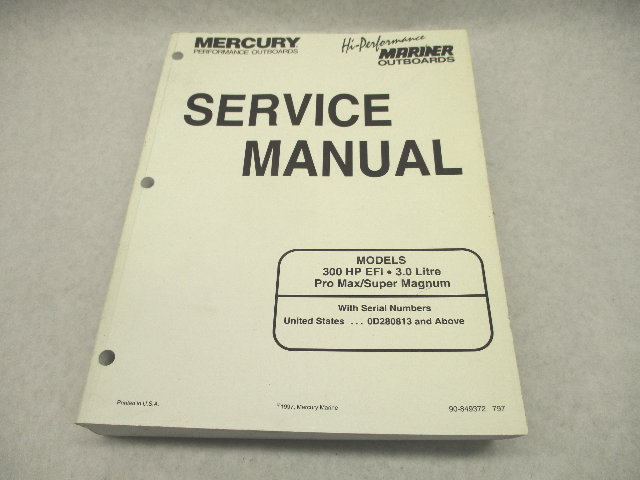 MERCURY
PERFORMANCE OUTBOARDS
Hi-Performance
MARINER
OUTBOARDS
SERVICE
MANUAL
MODELS
300 HP EFI • 3.0 Litre
Pro Max/Super Magnum
With Serial Numbers
United States . . . 0D280813 and Above
Printed in U.S.A.
©1997, Mercury Marine
90-849372 797